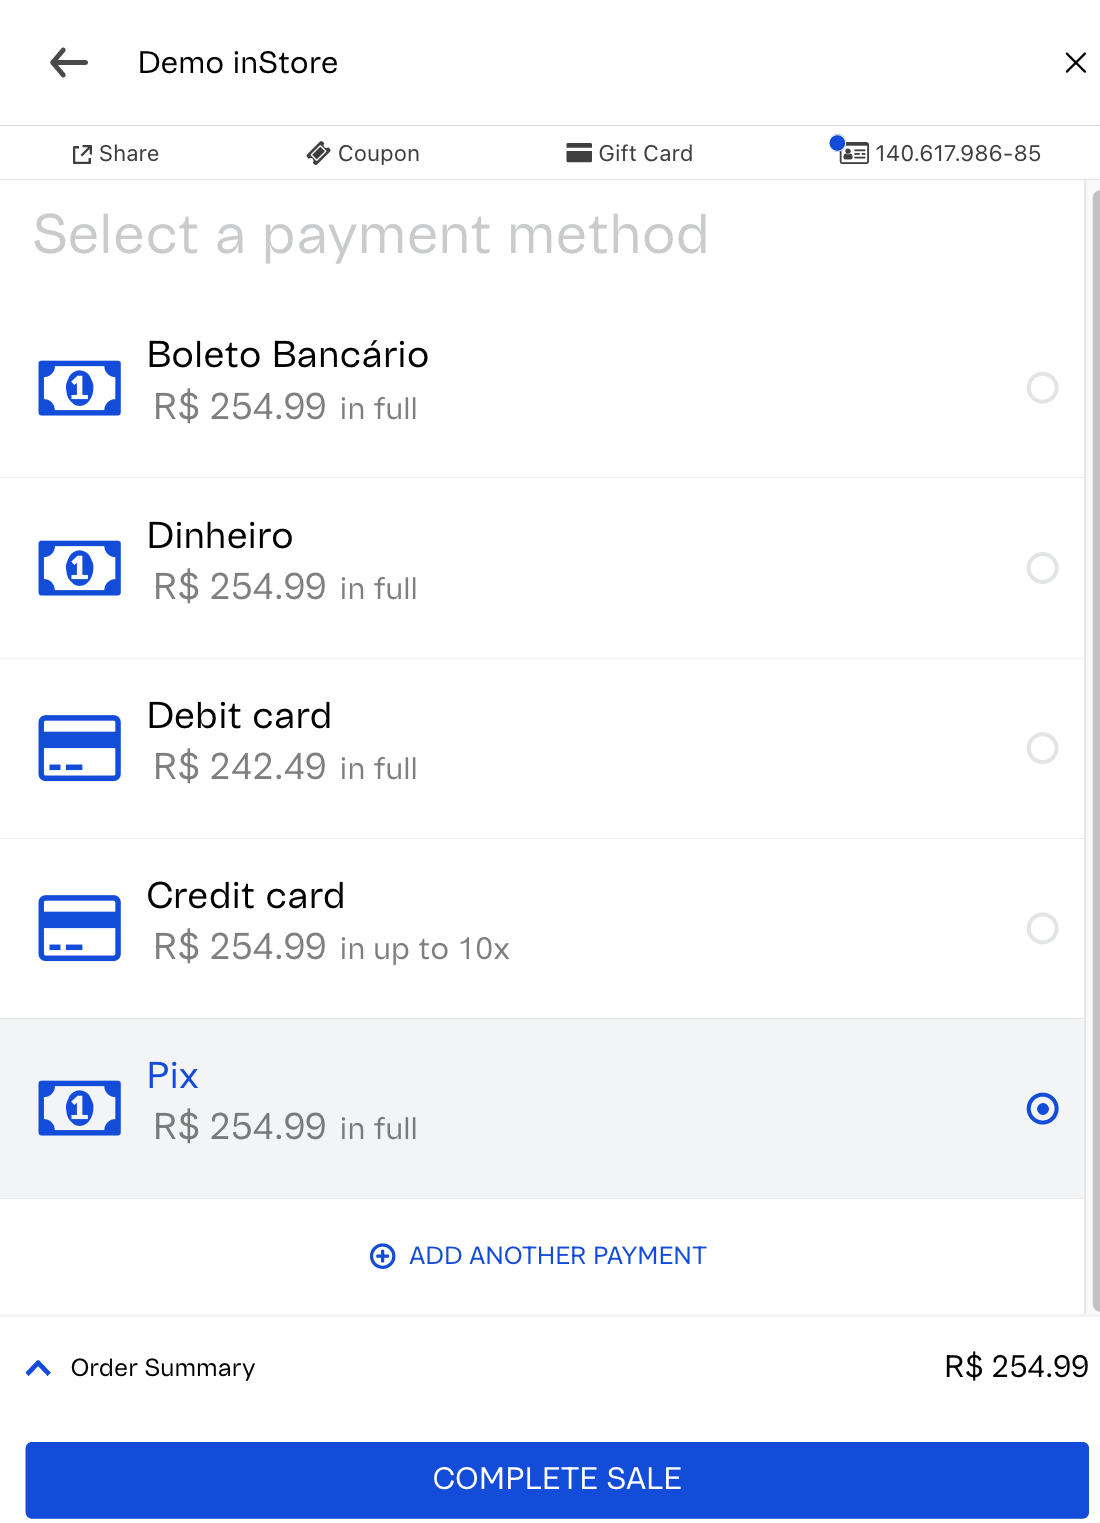 Demo inStore
Share
Coupon
Gift Card
140.617.986-85
Select a payment method
Boleto Bancário
R$ 254.99 in full
Dinheiro
R$ 254.99 in full
Debit card
R$ 242.49 in full
Credit card
R$ 254.99 in up to 10x
Pix
R$ 254.99 in full
ADD ANOTHER PAYMENT
Order Summary
R$ 254.99
COMPLETE SALE